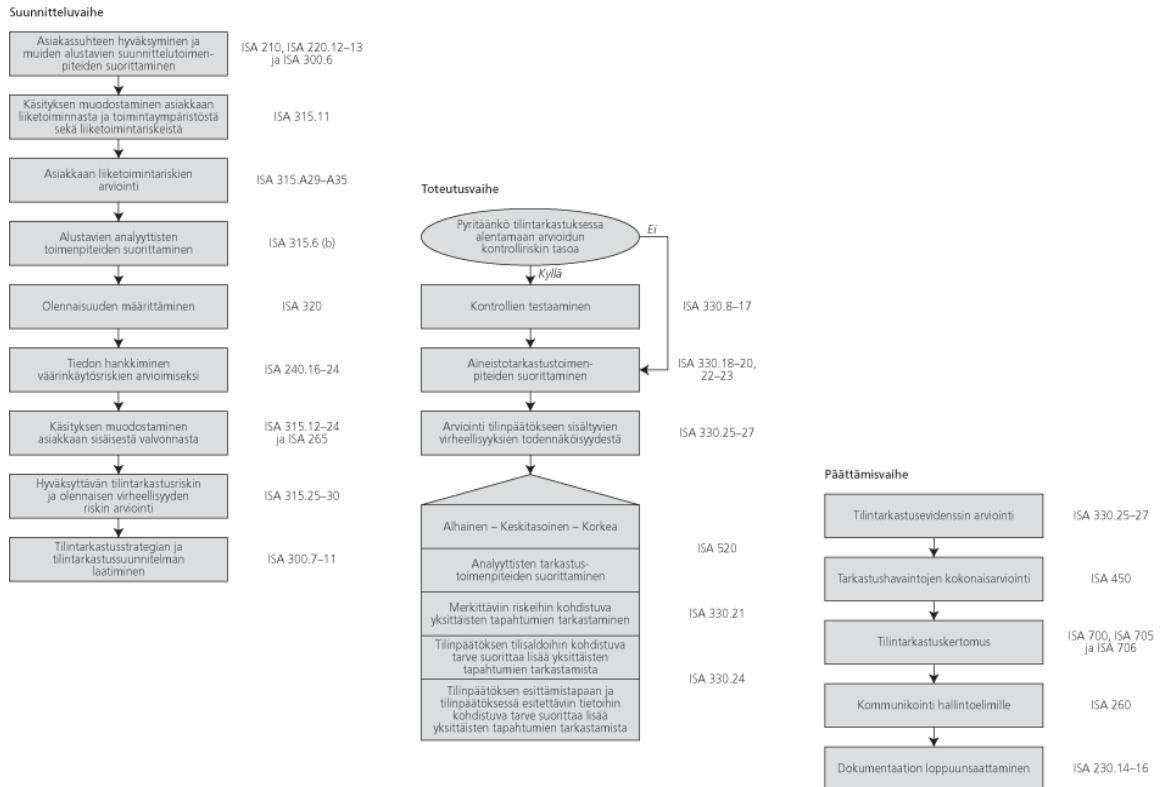 Suunnitteluvaihe
Asiakassuhteen hyväksyminen ja
muiden alustavien suunnittelutoimen-
piteiden suorittaminen
ISA 210, ISA 220.12–13
ja ISA 300.6
Käsityksen muodostaminen asiakkaan
liiketoiminnasta ja toimintaympäristöstä
sekä liiketoimintariskeistä
ISA 315.11
Asiakkaan liiketoimintariskien
arviointi
ISA 315.A29–A35
Alustavien analyyttisten
toimenpiteiden suorittaminen
ISA 315.6 (b)
Olennaisuuden määrittäminen
ISA 320
Tiedon hankkiminen
väärinkäytösriskien arvioimiseksi
ISA 240.16–24
Käsityksen muodostaminen
asiakkaan sisäisestä valvonnasta
ISA 315.12–24
ja ISA 265
Hyväksyttävän tilintarkastusriskin
ja olennaisen virheellisyyden
riskin arviointi
ISA 315.25–30
Tilintarkastusstrategian ja
tilintarkastussuunnitelman
laatiminen
ISA 300.7–11
Toteutusvaihe
Pyritäänkö tilintarkastuksessa
alentamaan arvioidun
kontrolliriskin tasoa
Ei
Kyllä
Kontrollien testaaminen
ISA 330.8–17
Aineistotarkastustoimen-
piteiden suorittaminen
ISA 330.18–20,
22–23
Arviointi tilinpäätökseen sisältyvien
virheellisyyksien todennäköisyydestä
ISA 330.25–27
Alhainen – Keskitasoinen – Korkea
ISA 520
Analyyttisten tarkastus-
toimenpiteiden suorittaminen
Merkittäviin riskeihin kohdistuva
yksittäisten tapahtumien tarkastaminen
ISA 330.21
Tilinpäätöksen tilisaldoihin kohdistuva
tarve suorittaa lisää yksittäisten
tapahtumien tarkastamista
ISA 330.24
Tilinpäätöksen esittämistapaan ja
tilinpäätöksessä esitettäviin tietoihin
kohdistuva tarve suorittaa lisää
yksittäisten tapahtumien tarkastamista
Päättämisvaihe
Tilintarkastusevidenssin arviointi
ISA 330.25–27
Tarkastushavaintojen kokonaisarviointi
ISA 450
Tilintarkastuskertomus
ISA 700, ISA 705
ja ISA 706
Kommunikointi hallintoelimille
ISA 260
Dokumentaation loppuunsaattaminen
ISA 230.14–16